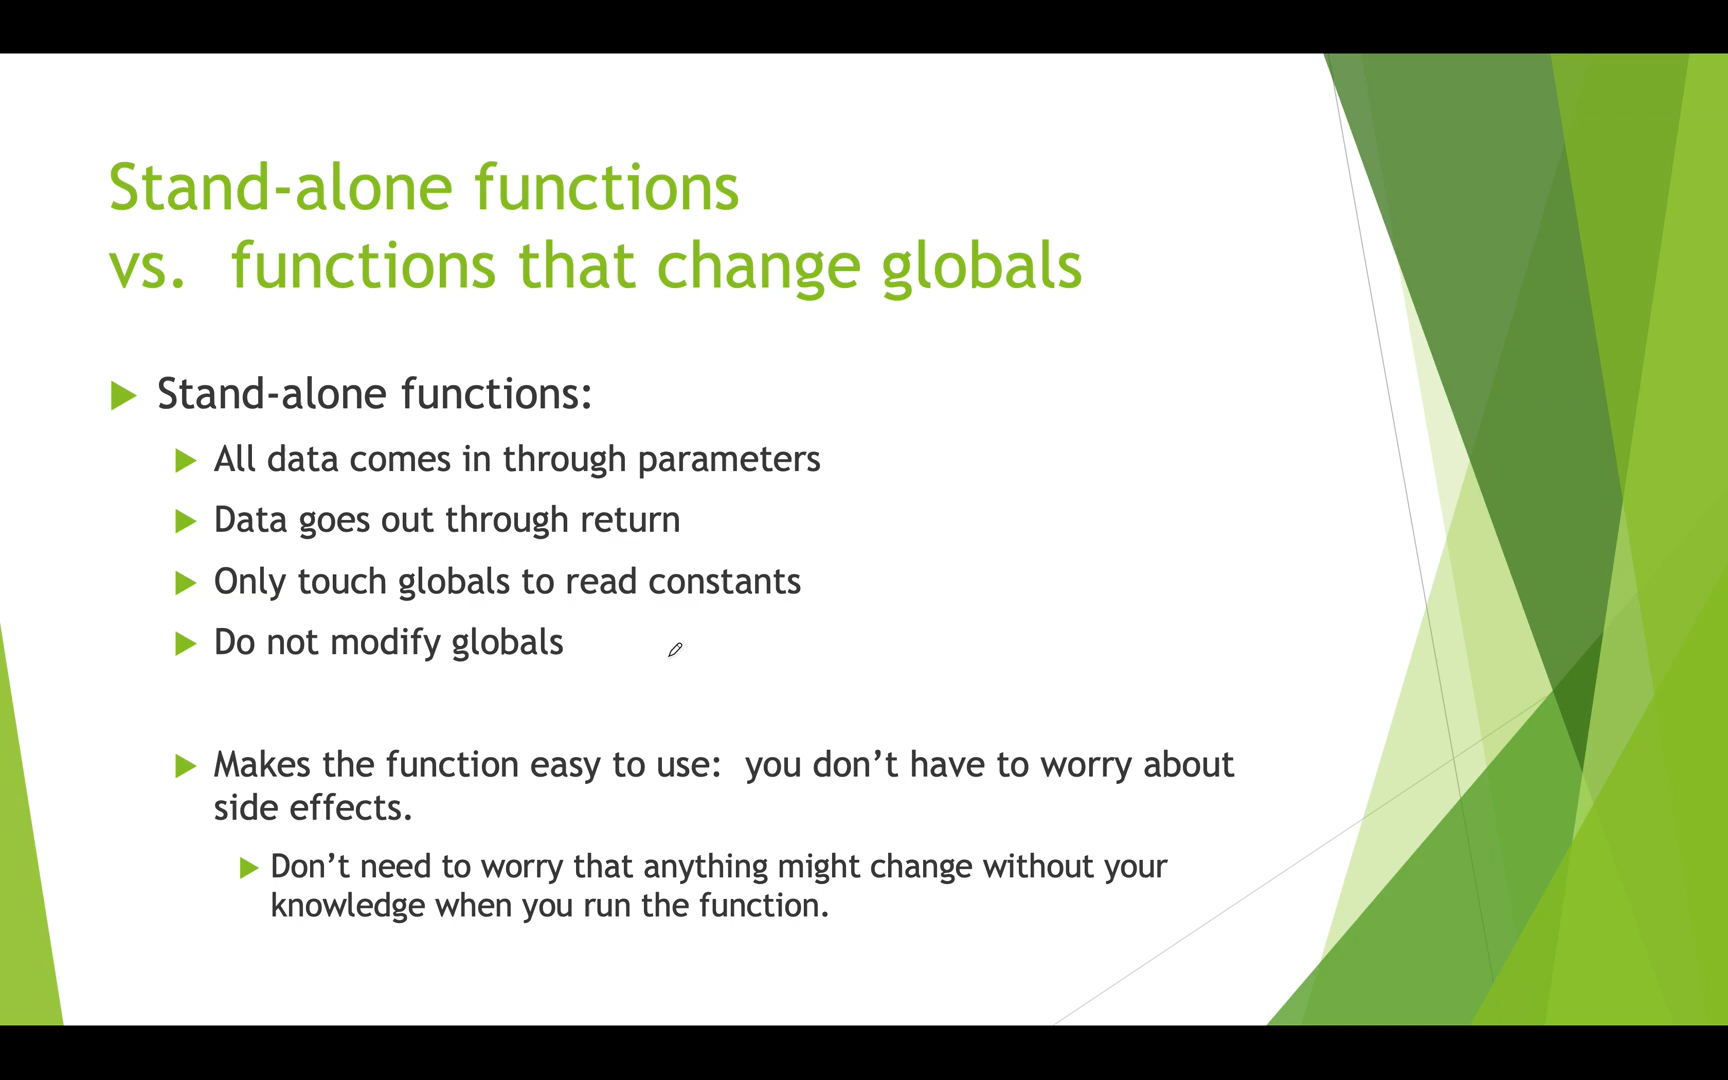 Stand-alone functions
vs.  functions that change globals
Stand-alone functions:
All data comes in through parameters
Data goes out through return
Only touch globals to read constants
Do not modify globals
Makes the function easy to use:  you don’t have to worry about
side effects.
Don’t need to worry that anything might change without your
knowledge when you run the function.